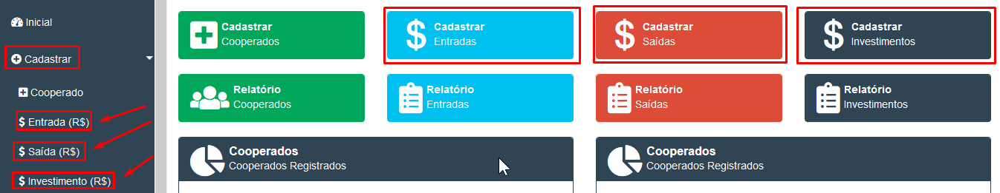 Inicial
Cadastrar
Cooperado
$ Entrada (R$)
$ Saída (R$)
$ Investimento (R$)
$ $ $
Cadastrar Cadastrar Cadastrar Cadastrar
Cooperados Entradas Saídas Investimentos
Relatório Relatório Relatório Relatório
Cooperados Entradas Saídas Investimentos
Cooperados Cooperados
Cooperados Registrados Cooperados Registrados